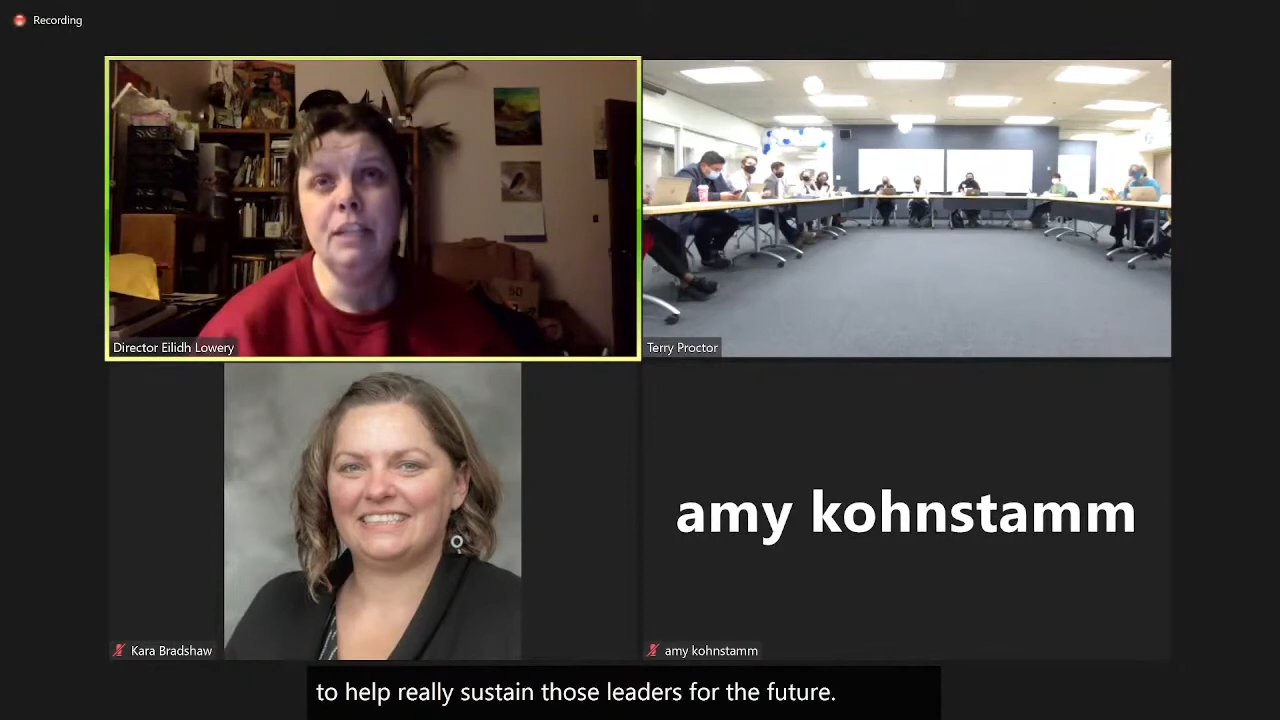 Recording
Director Eilidh Lowery
Terry Proctor
amy kohnstamm
Kara Bradshaw
amy kohnstamm
to help really sustain those leaders for the future.